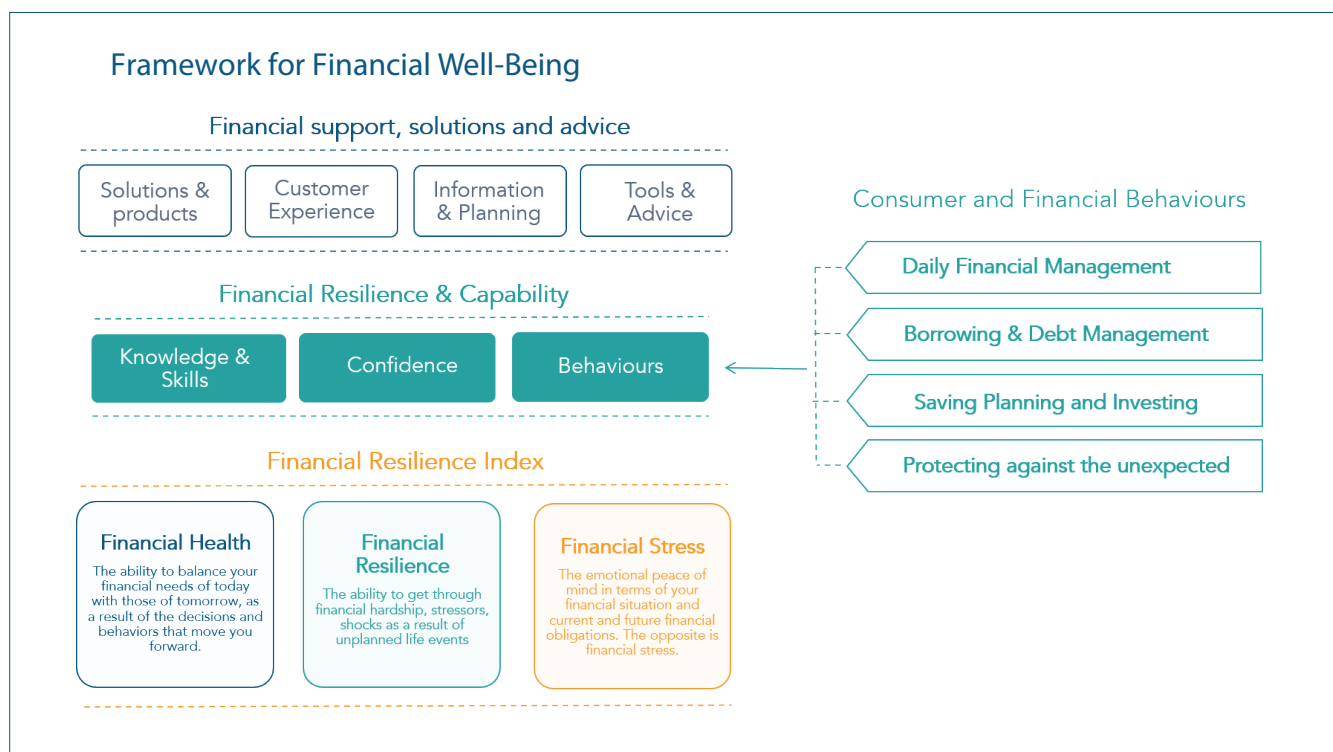 Framework for Financial Well-Being
Financial support, solutions and advice
Solutions &
products
Customer
Experience
Information
& Planning
Tools &
Advice
Financial Resilience & Capability
Knowledge &
Skills
Confidence
Behaviours
Consumer and Financial Behaviours
Daily Financial Management
Borrowing & Debt Management
Saving Planning and Investing
Protecting against the unexpected
Financial Resilience Index
Financial Health
The ability to balance your
financial needs of today
with those of tomorrow, as
a result of the decisions and
behaviors that move you
forward.
Financial
Resilience
The ability to get through
financial hardship, stressors,
shocks as a result of
unplanned life events
Financial Stress
The emotional peace of
mind in terms of your
financial situation and
current and future financial
obligations. The opposite is
financial stress.